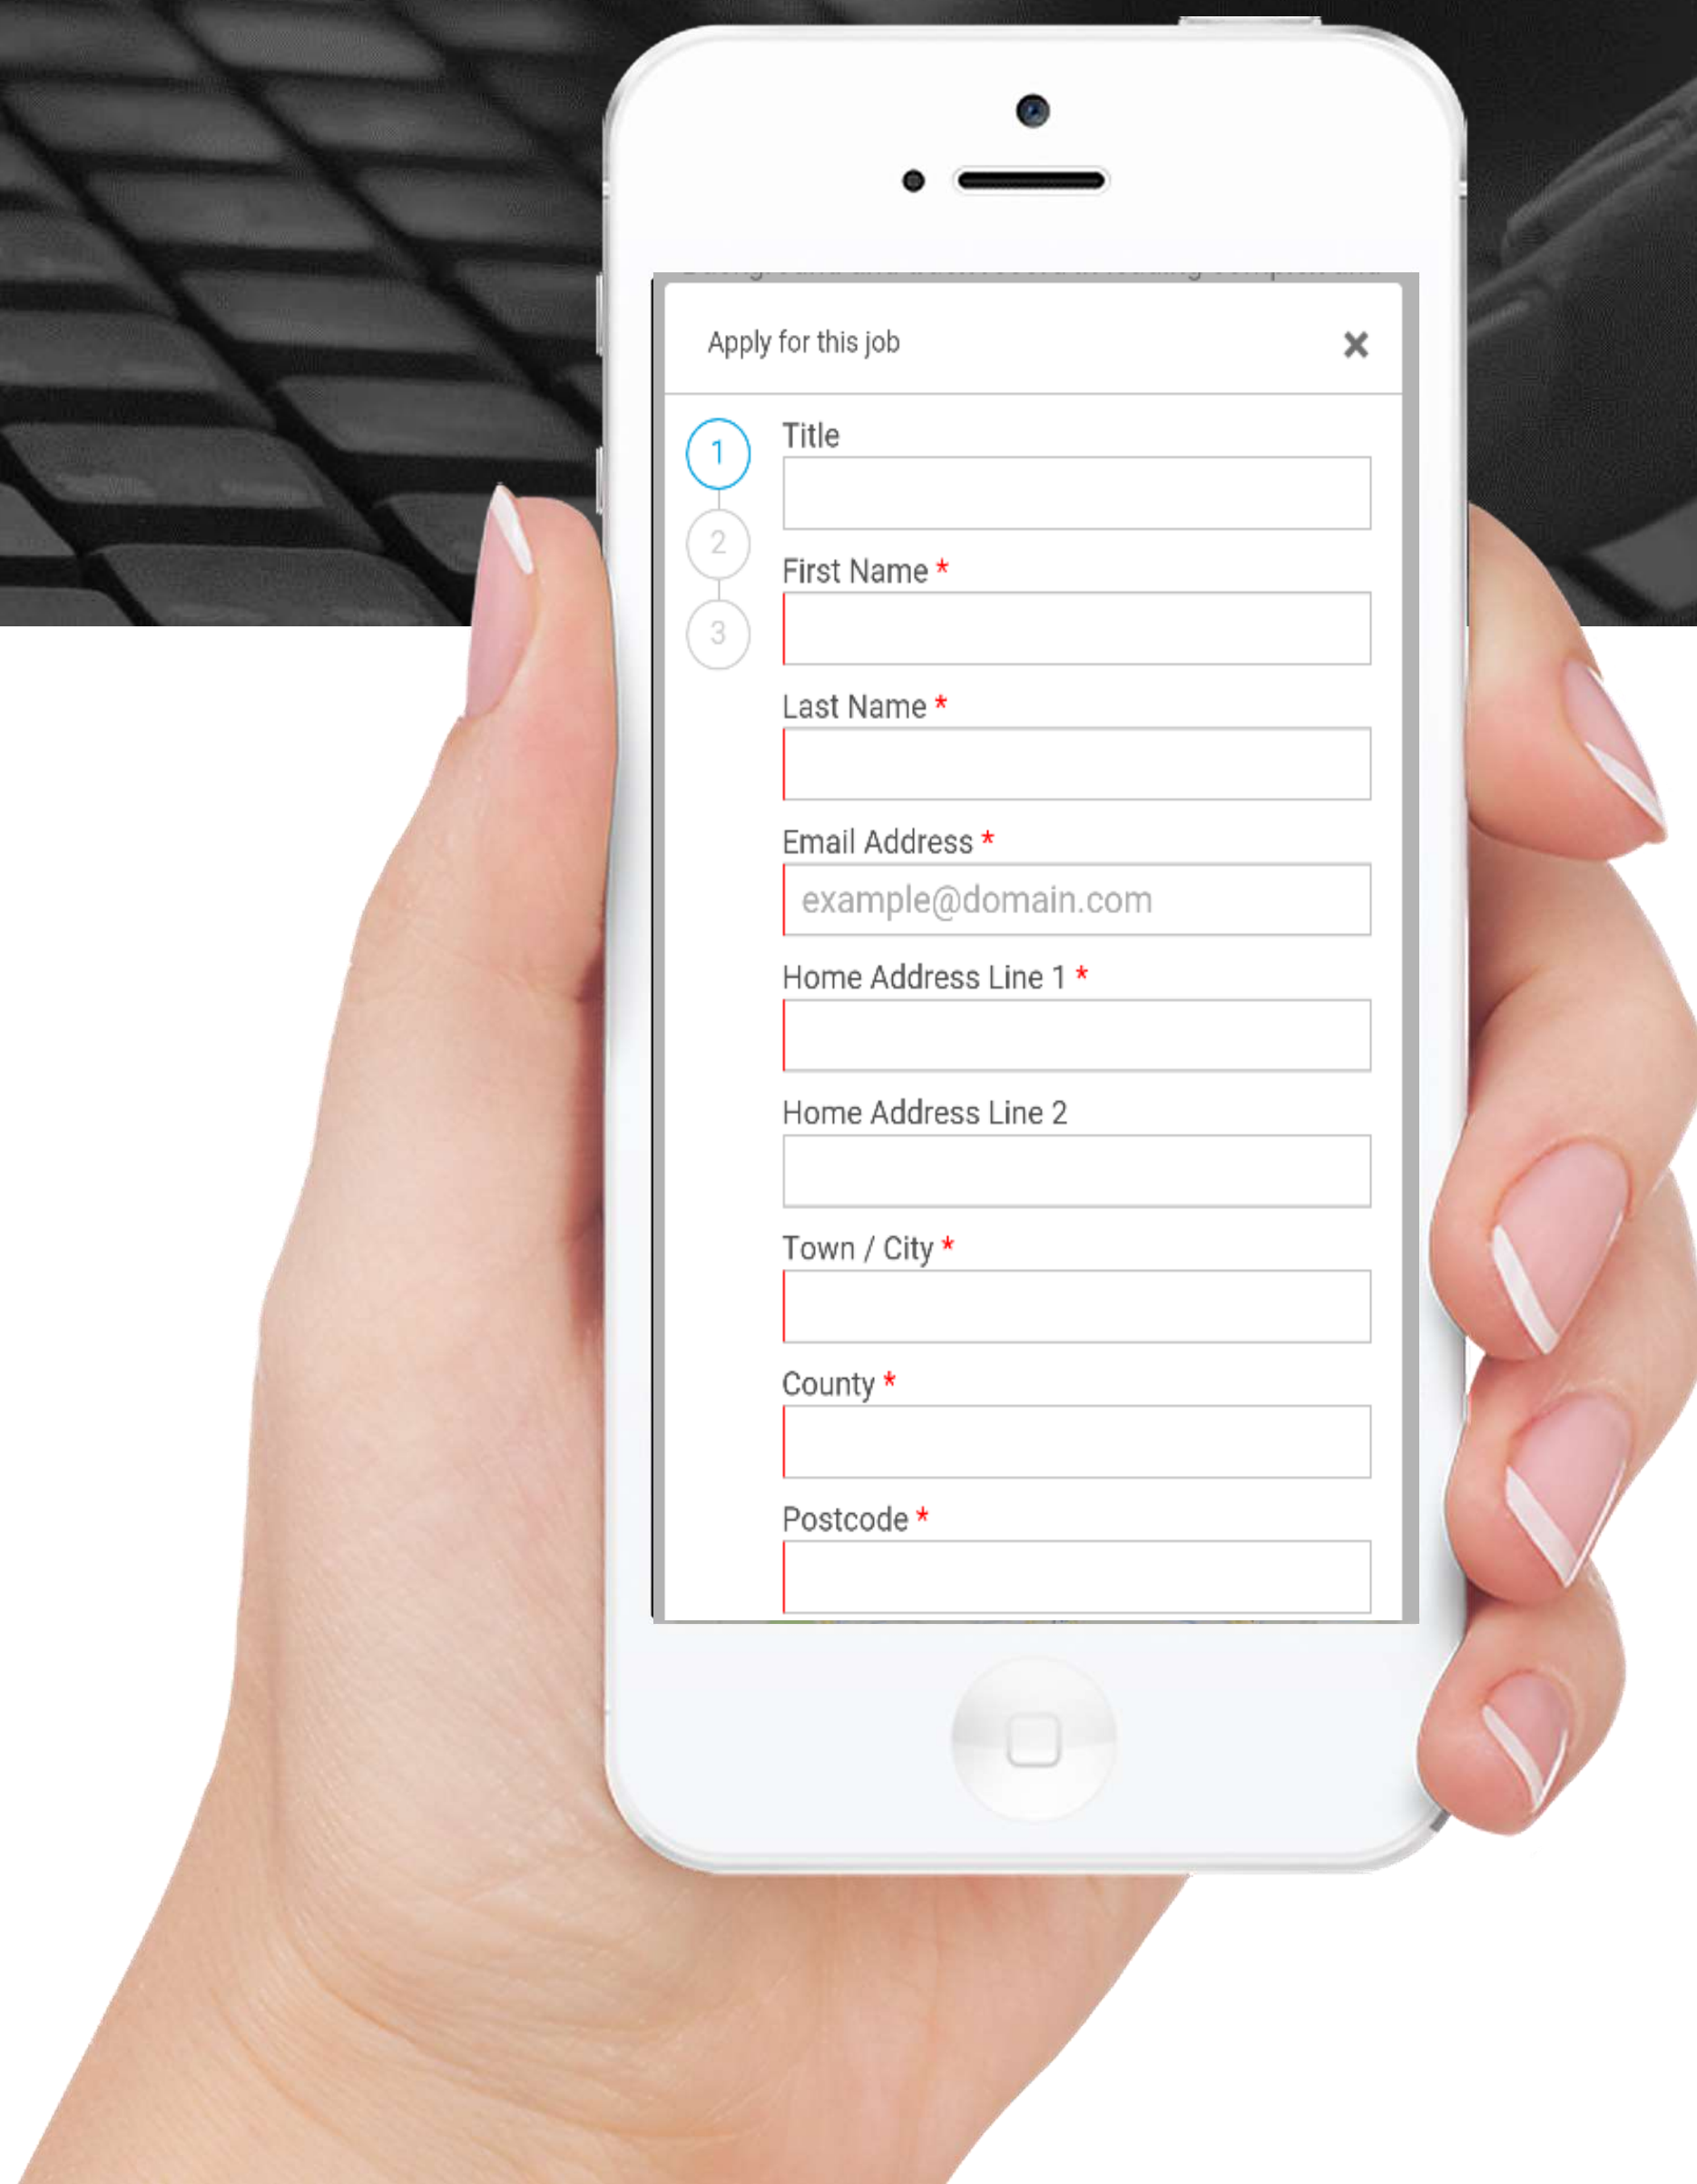 Apply for this job
1
Title
2
First Name *
3
Last Name *
Email Address *
example@domain.com
Home Address Line 1 *
Home Address Line 2
Town / City *
County *
Postcode *